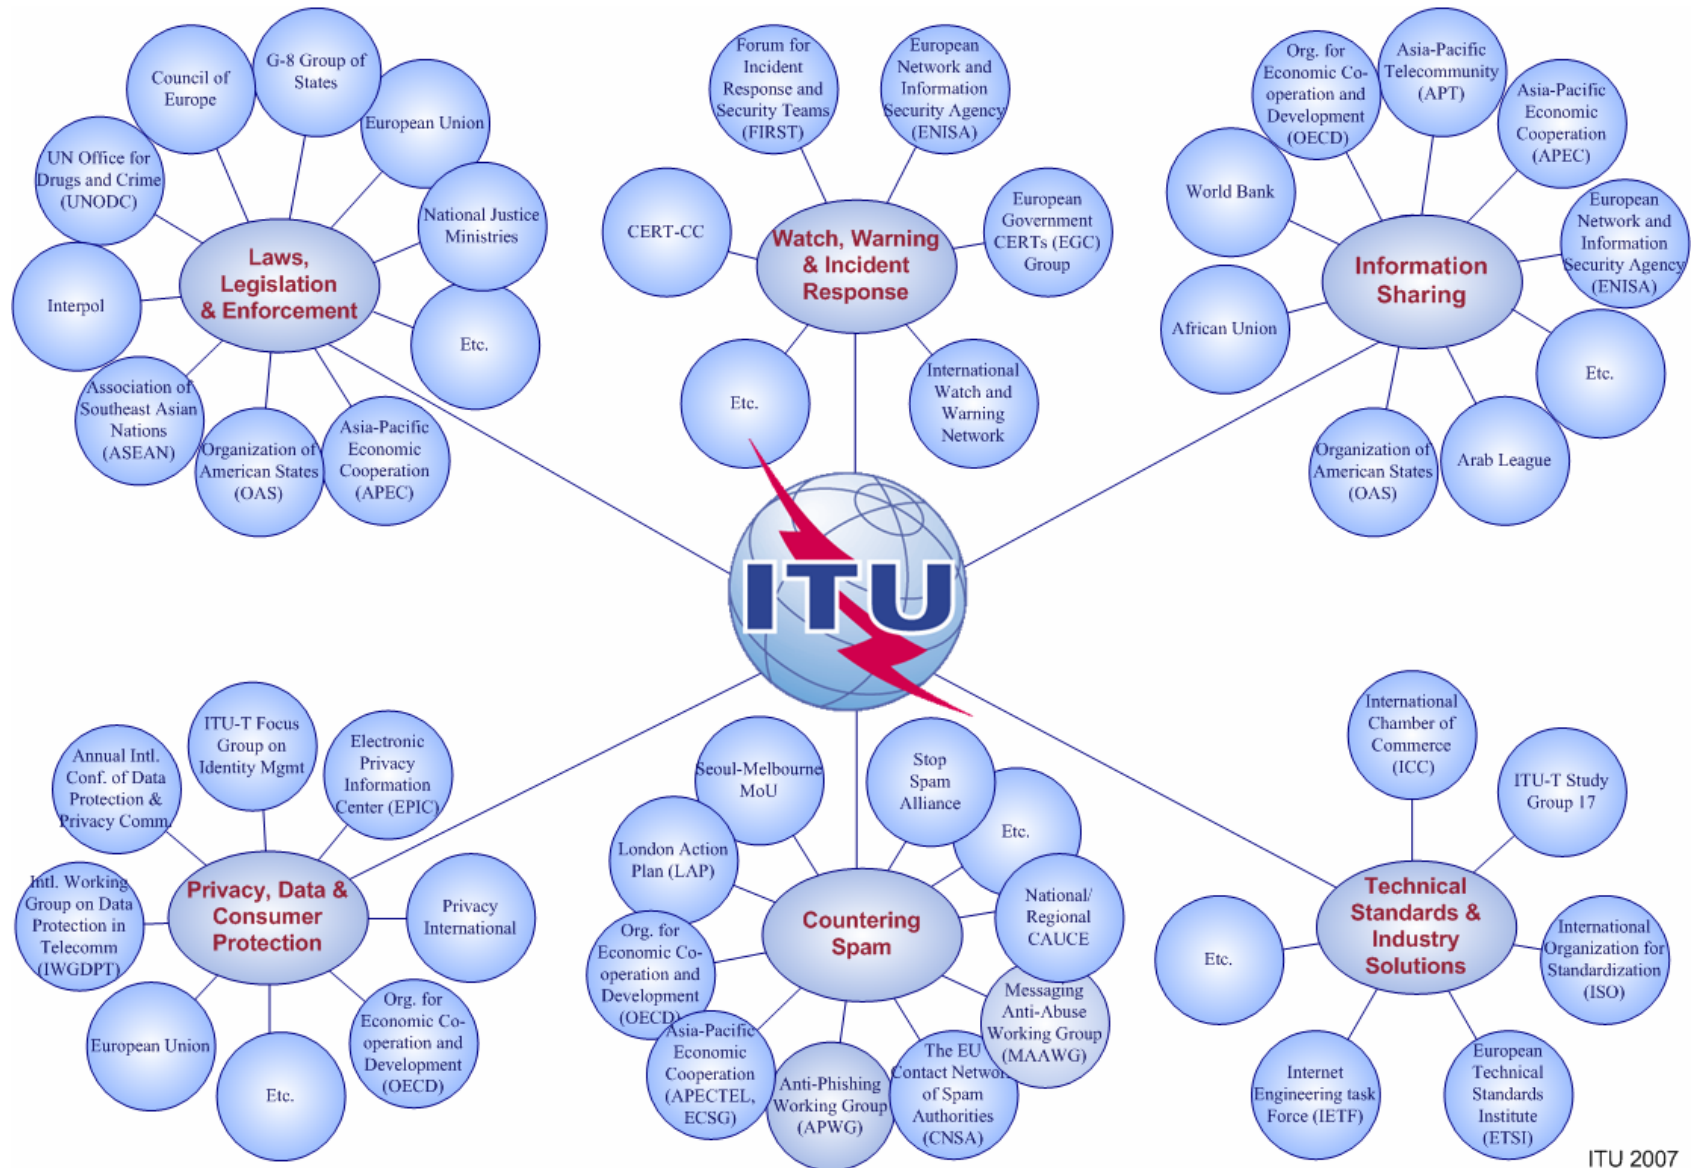 G-8 Group of
States
Council of
Europe
European Union
UN Office for
Drugs and Crime
(UNODC)
National Justice
Ministries
Laws,
Legislation
& Enforcement
Interpol
Etc.
Association of
Southeast Asian
Nations
(ASEAN)
Organization of
American States
(OAS)
Asia-Pacific
Economic
Cooperation
(APEC)
Forum for
Incident
Response and
Security Teams
(FIRST)
European
Network and
Information
Security Agency
(ENISA)
CERT-CC
European
Government
CERTs (EGC)
Group
Watch, Warning
& Incident
Response
Etc.
International
Watch and
Warning
Network
Org. for
Economic Co-
operation and
Development
(OECD)
Asia-Pacific
Telecommunity
(APT)
Asia-Pacific
Economic
Cooperation
(APEC)
World Bank
European
Network and
Information
Security Agency
(ENISA)
Information
Sharing
African Union
Etc.
Organization of
American States
(OAS)
Arab League
ITU
Annual Intl.
Conf. of Data
Protection &
Privacy Comm.
ITU-T Focus
Group on
Identity Mgmt
Electronic
Privacy
Information
Center (EPIC)
Intl. Working
Group on Data
Protection in
Telecomm
(IWGDPT)
Privacy, Data &
Consumer
Protection
Privacy
International
European Union
Etc.
Org. for
Economic Co-
operation and
Development
(OECD)
Seoul-Melbourne
MoU
Stop
Spam
Alliance
Etc.
London Action
Plan (LAP)
National/
Regional
CAUCE
Countering
Spam
Org. for
Economic Co-
operation and
Development
(OECD)
Messaging
Anti-Abuse
Working Group
(MAAWG)
Asia-Pacific
Economic
Cooperation
(APECTEL,
ECSG)
Anti-Phishing
Working Group
(APWG)
The EU
Contact Network
of Spam
Authorities
(CNSA)
International
Chamber of
Commerce
(ICC)
ITU-T Study
Group 17
Technical
Standards &
Industry
Solutions
Etc.
International
Organization for
Standardization
(ISO)
Internet
Engineering task
Force (IETF)
European
Technical
Standards
Institute
(ETSI)
ITU 2007